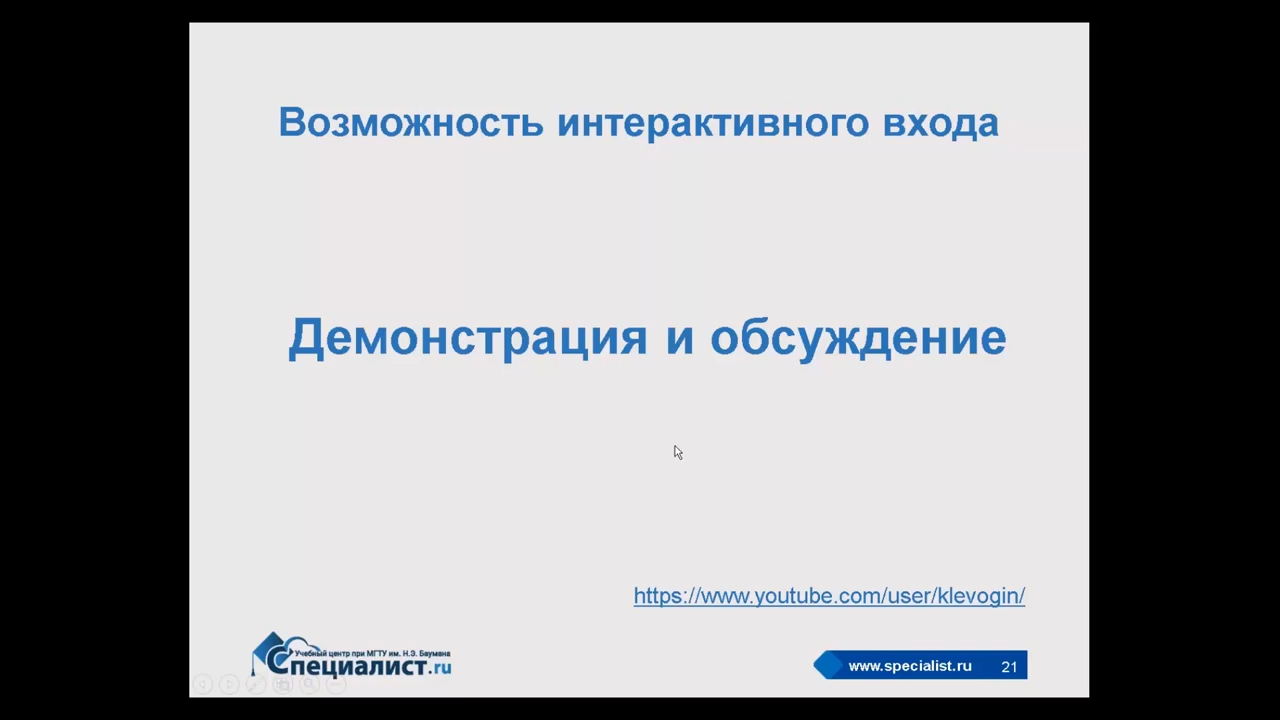 Возможность интерактивного входа
Демонстрация и обсуждение
https://www.youtube.com/user/klevogin/
Учебный центр при МГТУ им. Н.Э. Баумана
Специалист.ru
www.specialist.ru 21